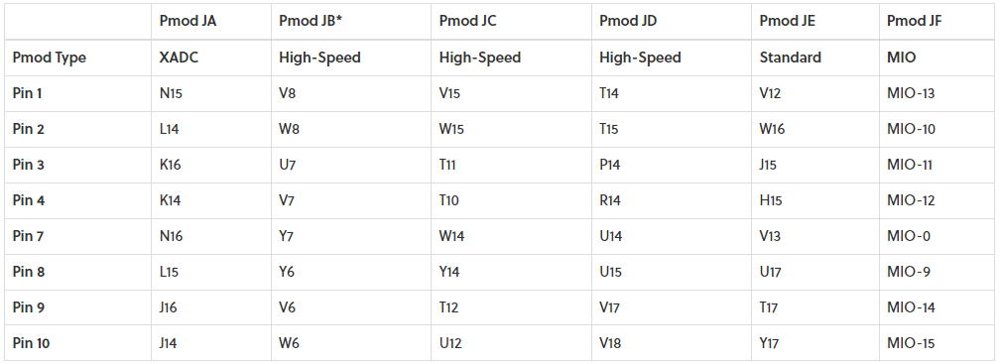 Pmod JA Pmod JB* Pmod JC Pmod JD Pmod JE Pmod JF
Pmod Type XADC High-Speed High-Speed High-Speed Standard MIO
Pin 1 N15 V8 V15 T14 V12 MIO-13
Pin 2 L14 W8 W15 T15 W16 MIO-10
Pin 3 K16 U7 T11 P14 J15 MIO-11
Pin 4 K14 V7 T10 R14 H15 MIO-12
Pin 7 N16 Y7 W14 U14 V13 MIO-0
Pin 8 L15 Y6 Y14 U15 U17 MIO-9
Pin 9 J16 V6 T12 V17 T17 MIO-14
Pin 10 J14 W6 U12 V18 Y17 MIO-15